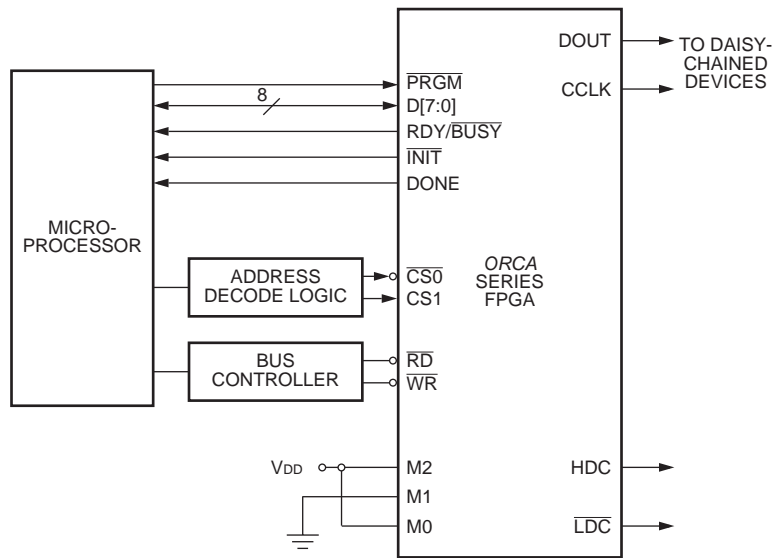 DOUT
TO DAISY-
CHAINED
DEVICES
CCLK
PRGM
8
D[7:0]
RDY/BUSY
INIT
DONE
MICRO-
PROCESSOR
ADDRESS
DECODE LOGIC
CS0
CS1
ORCA
SERIES
FPGA
BUS
CONTROLLER
RD
WR
VDD
M2
M1
M0
HDC
LDC